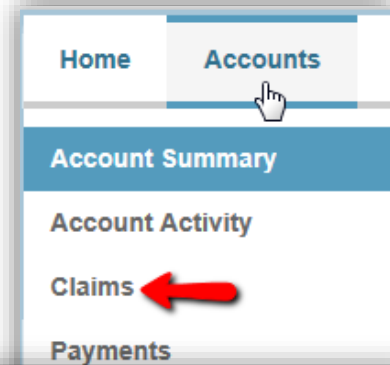 Home Accounts
Account Summary
Account Activity
Claims
Payments